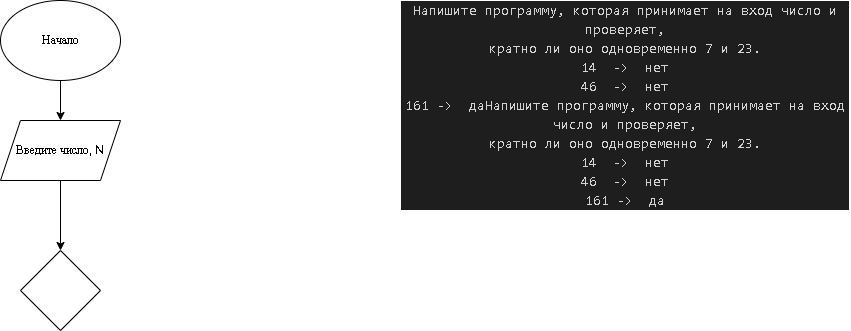 Начало
Введите число, N
Напишите программу, которая принимает на вход число и
проверяет,
кратно ли оно одновременно 7 и 23.
14 -> нет
46 -> нет
161 -> даНапишите программу, которая принимает на вход
число и проверяет,
кратно ли оно одновременно 7 и 23.
14 -> нет
46 -> нет
161 -> да